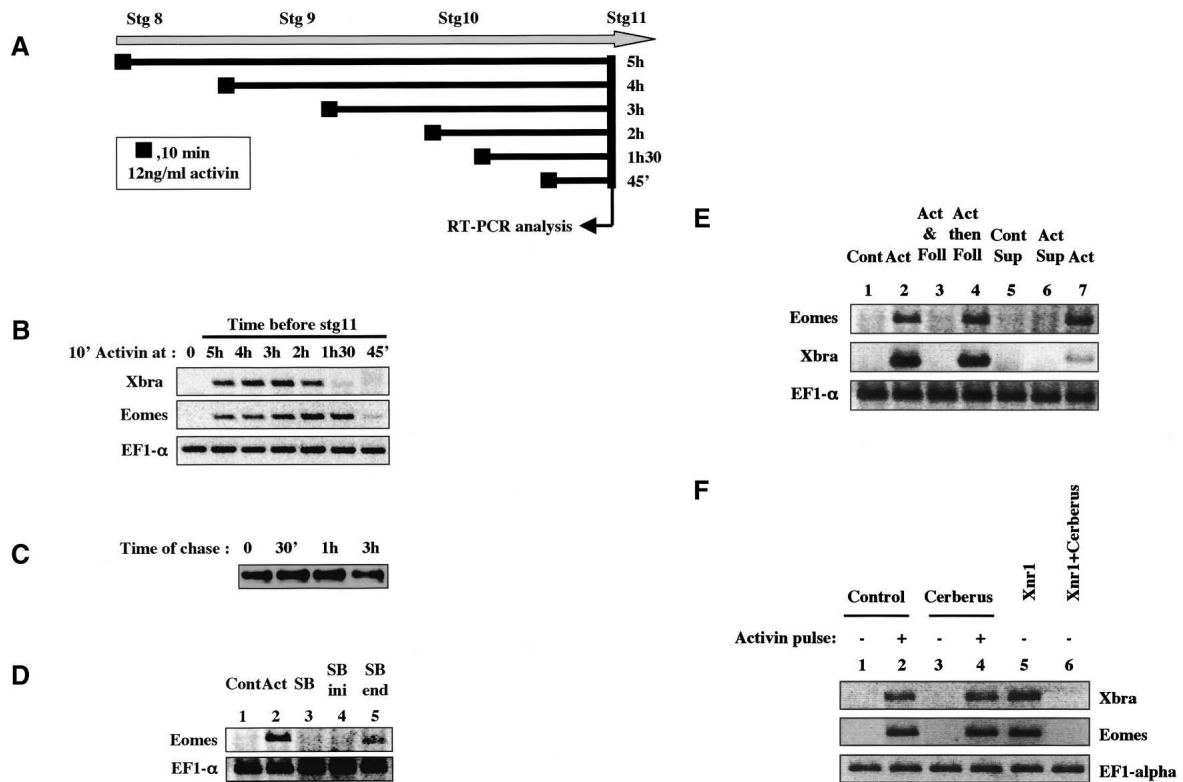 A
Stg 8 Stg 9 Stg10 Stg11
5h
4h
3h
2h
1h30
45'
,10 min
12ng/ml activin
RT-PCR analysis
B
Time before stg11
10' Activin at : 0 5h 4h 3h 2h 1h30 45'
Xbra
Eomes
EF1-α
C
Time of chase : 0 30' 1h 3h
D
Cont Act SB SB ini SB end
1 2 3 4 5
Eomes
EF1-α
E
Cont Act Act & Foll Act then Foll Cont Sup Act Sup Act
1 2 3 4 5 6 7
Eomes
Xbra
EF1-α
F
Control Cerberus Xnr1 Xnr1+Cerberus
Activin pulse: - + - + - -
1 2 3 4 5 6
Xbra
Eomes
EF1-alpha